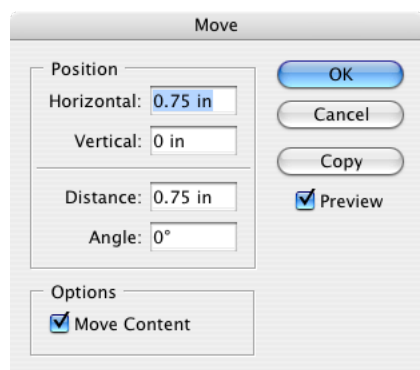 Move
Position
Horizontal: 0.75 in
Vertical: 0 in
Distance: 0.75 in
Angle: 0°
Options
Move Content
OK
Cancel
Copy
Preview